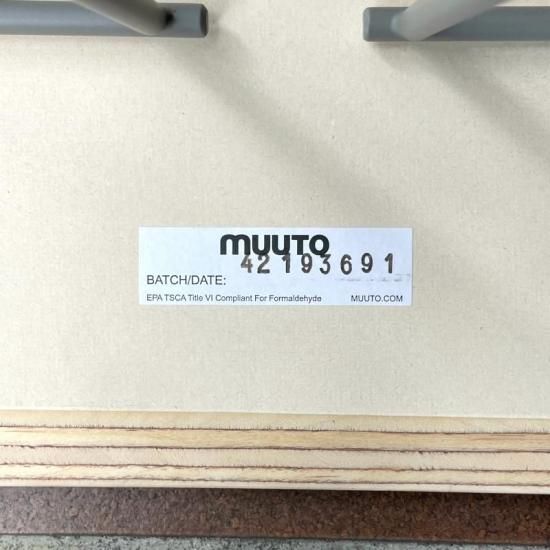 muuto
42193691
BATCH/DATE:
EPA TSCA Title VI Compliant For Formaldehyde MUUTO.COM